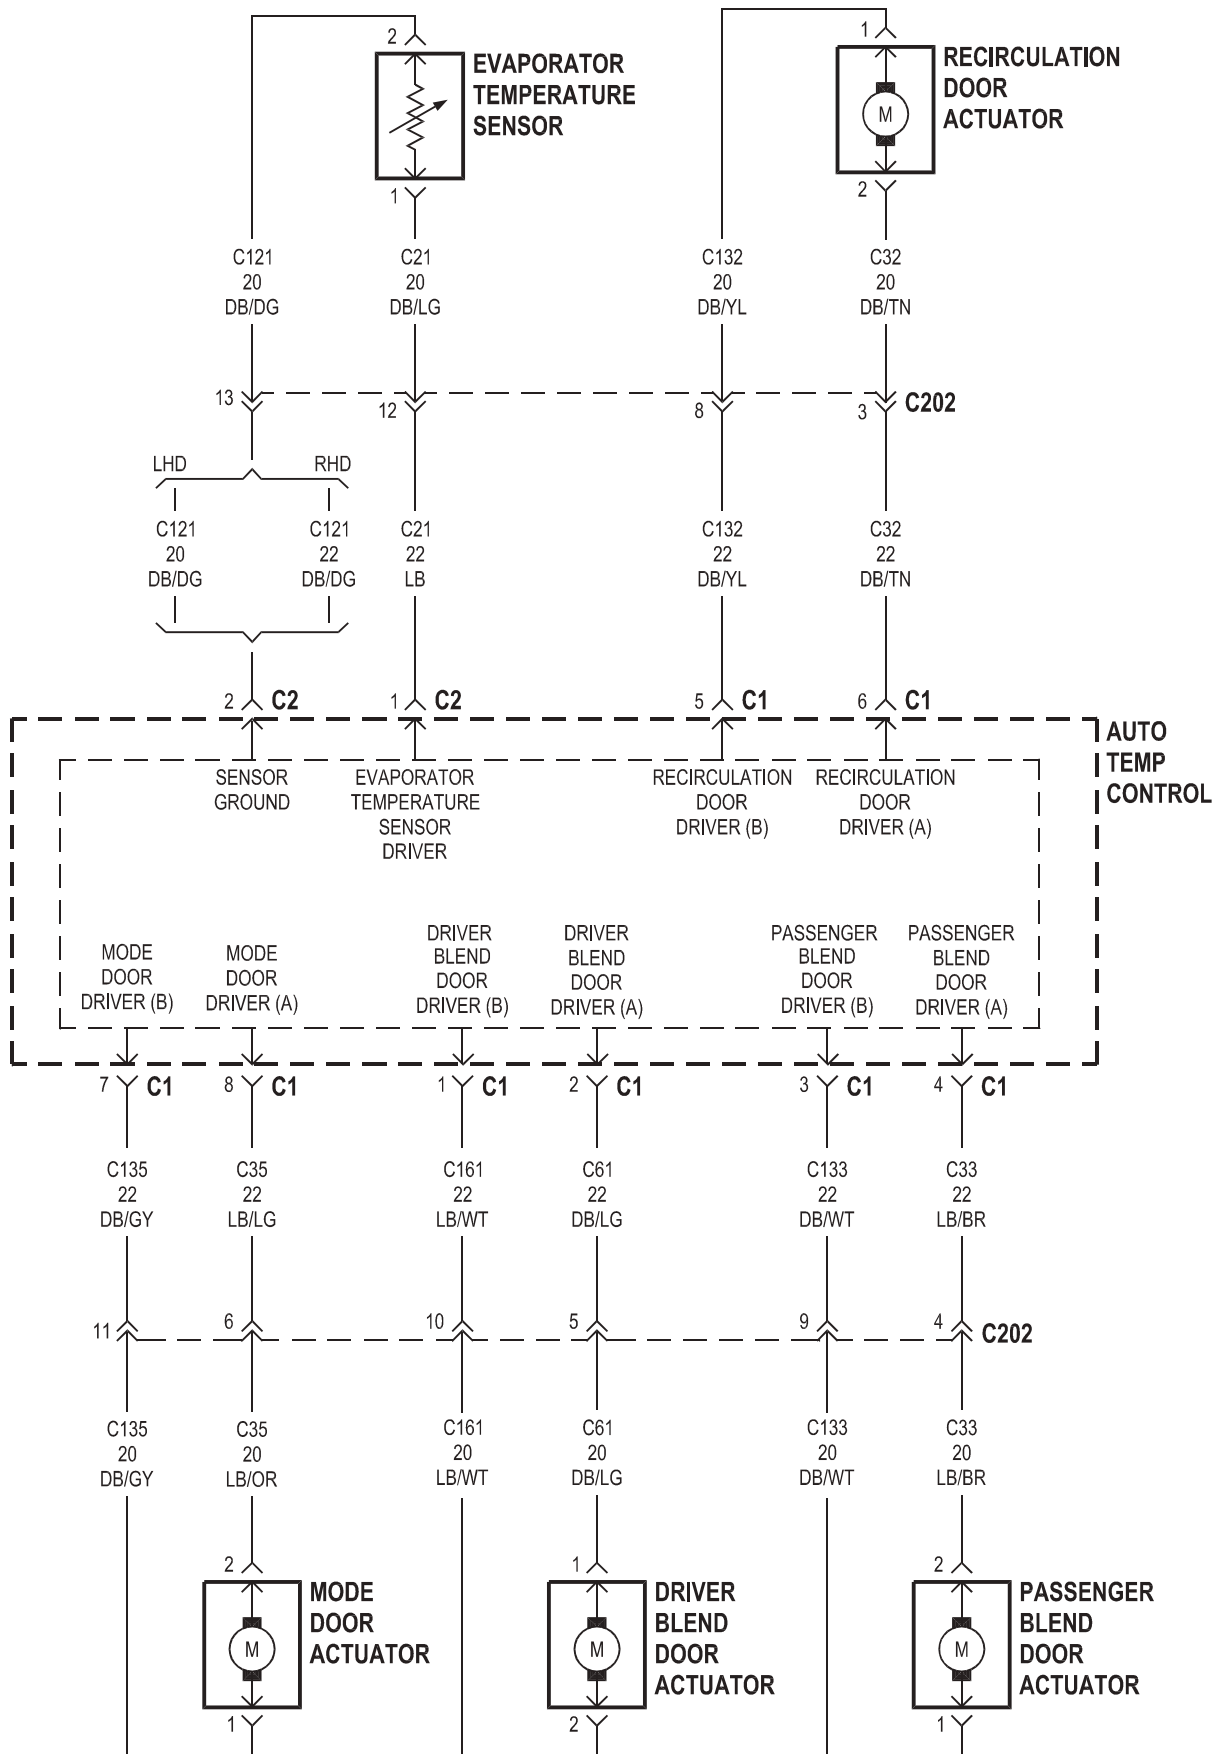 2
EVAPORATOR
TEMPERATURE
SENSOR
1
1
RECIRCULATION
DOOR
ACTUATOR
M
2
C121
20
DB/DG
C21
20
DB/LG
C132
20
DB/YL
C32
20
DB/TN
13
12
8
3
C202
LHD
RHD
C121
20
DB/DG
C121
22
DB/DG
C21
22
LB
C132
22
DB/YL
C32
22
DB/TN
2 C2
1 C2
5 C1
6 C1
AUTO
TEMP
CONTROL
SENSOR
GROUND
EVAPORATOR
TEMPERATURE
SENSOR
DRIVER
RECIRCULATION
DOOR
DRIVER (B)
RECIRCULATION
DOOR
DRIVER (A)
MODE
DOOR
DRIVER (B)
MODE
DOOR
DRIVER (A)
DRIVER
BLEND
DOOR
DRIVER (B)
DRIVER
BLEND
DOOR
DRIVER (A)
PASSENGER
BLEND
DOOR
DRIVER (B)
PASSENGER
BLEND
DOOR
DRIVER (A)
7 C1
8 C1
1 C1
2 C1
3 C1
4 C1
C135
22
DB/GY
C35
22
LB/LG
C161
22
LB/WT
C61
22
DB/LG
C133
22
DB/WT
C33
22
LB/BR
11
6
10
5
9
4
C202
C135
20
DB/GY
C35
20
LB/OR
C161
20
LB/WT
C61
20
DB/LG
C133
20
DB/WT
C33
20
LB/BR
2
MODE
DOOR
ACTUATOR
M
1
1
DRIVER
BLEND
DOOR
ACTUATOR
M
2
2
PASSENGER
BLEND
DOOR
ACTUATOR
M
1